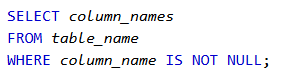 SELECT column_names
FROM table_name
WHERE column_name IS NOT NULL;